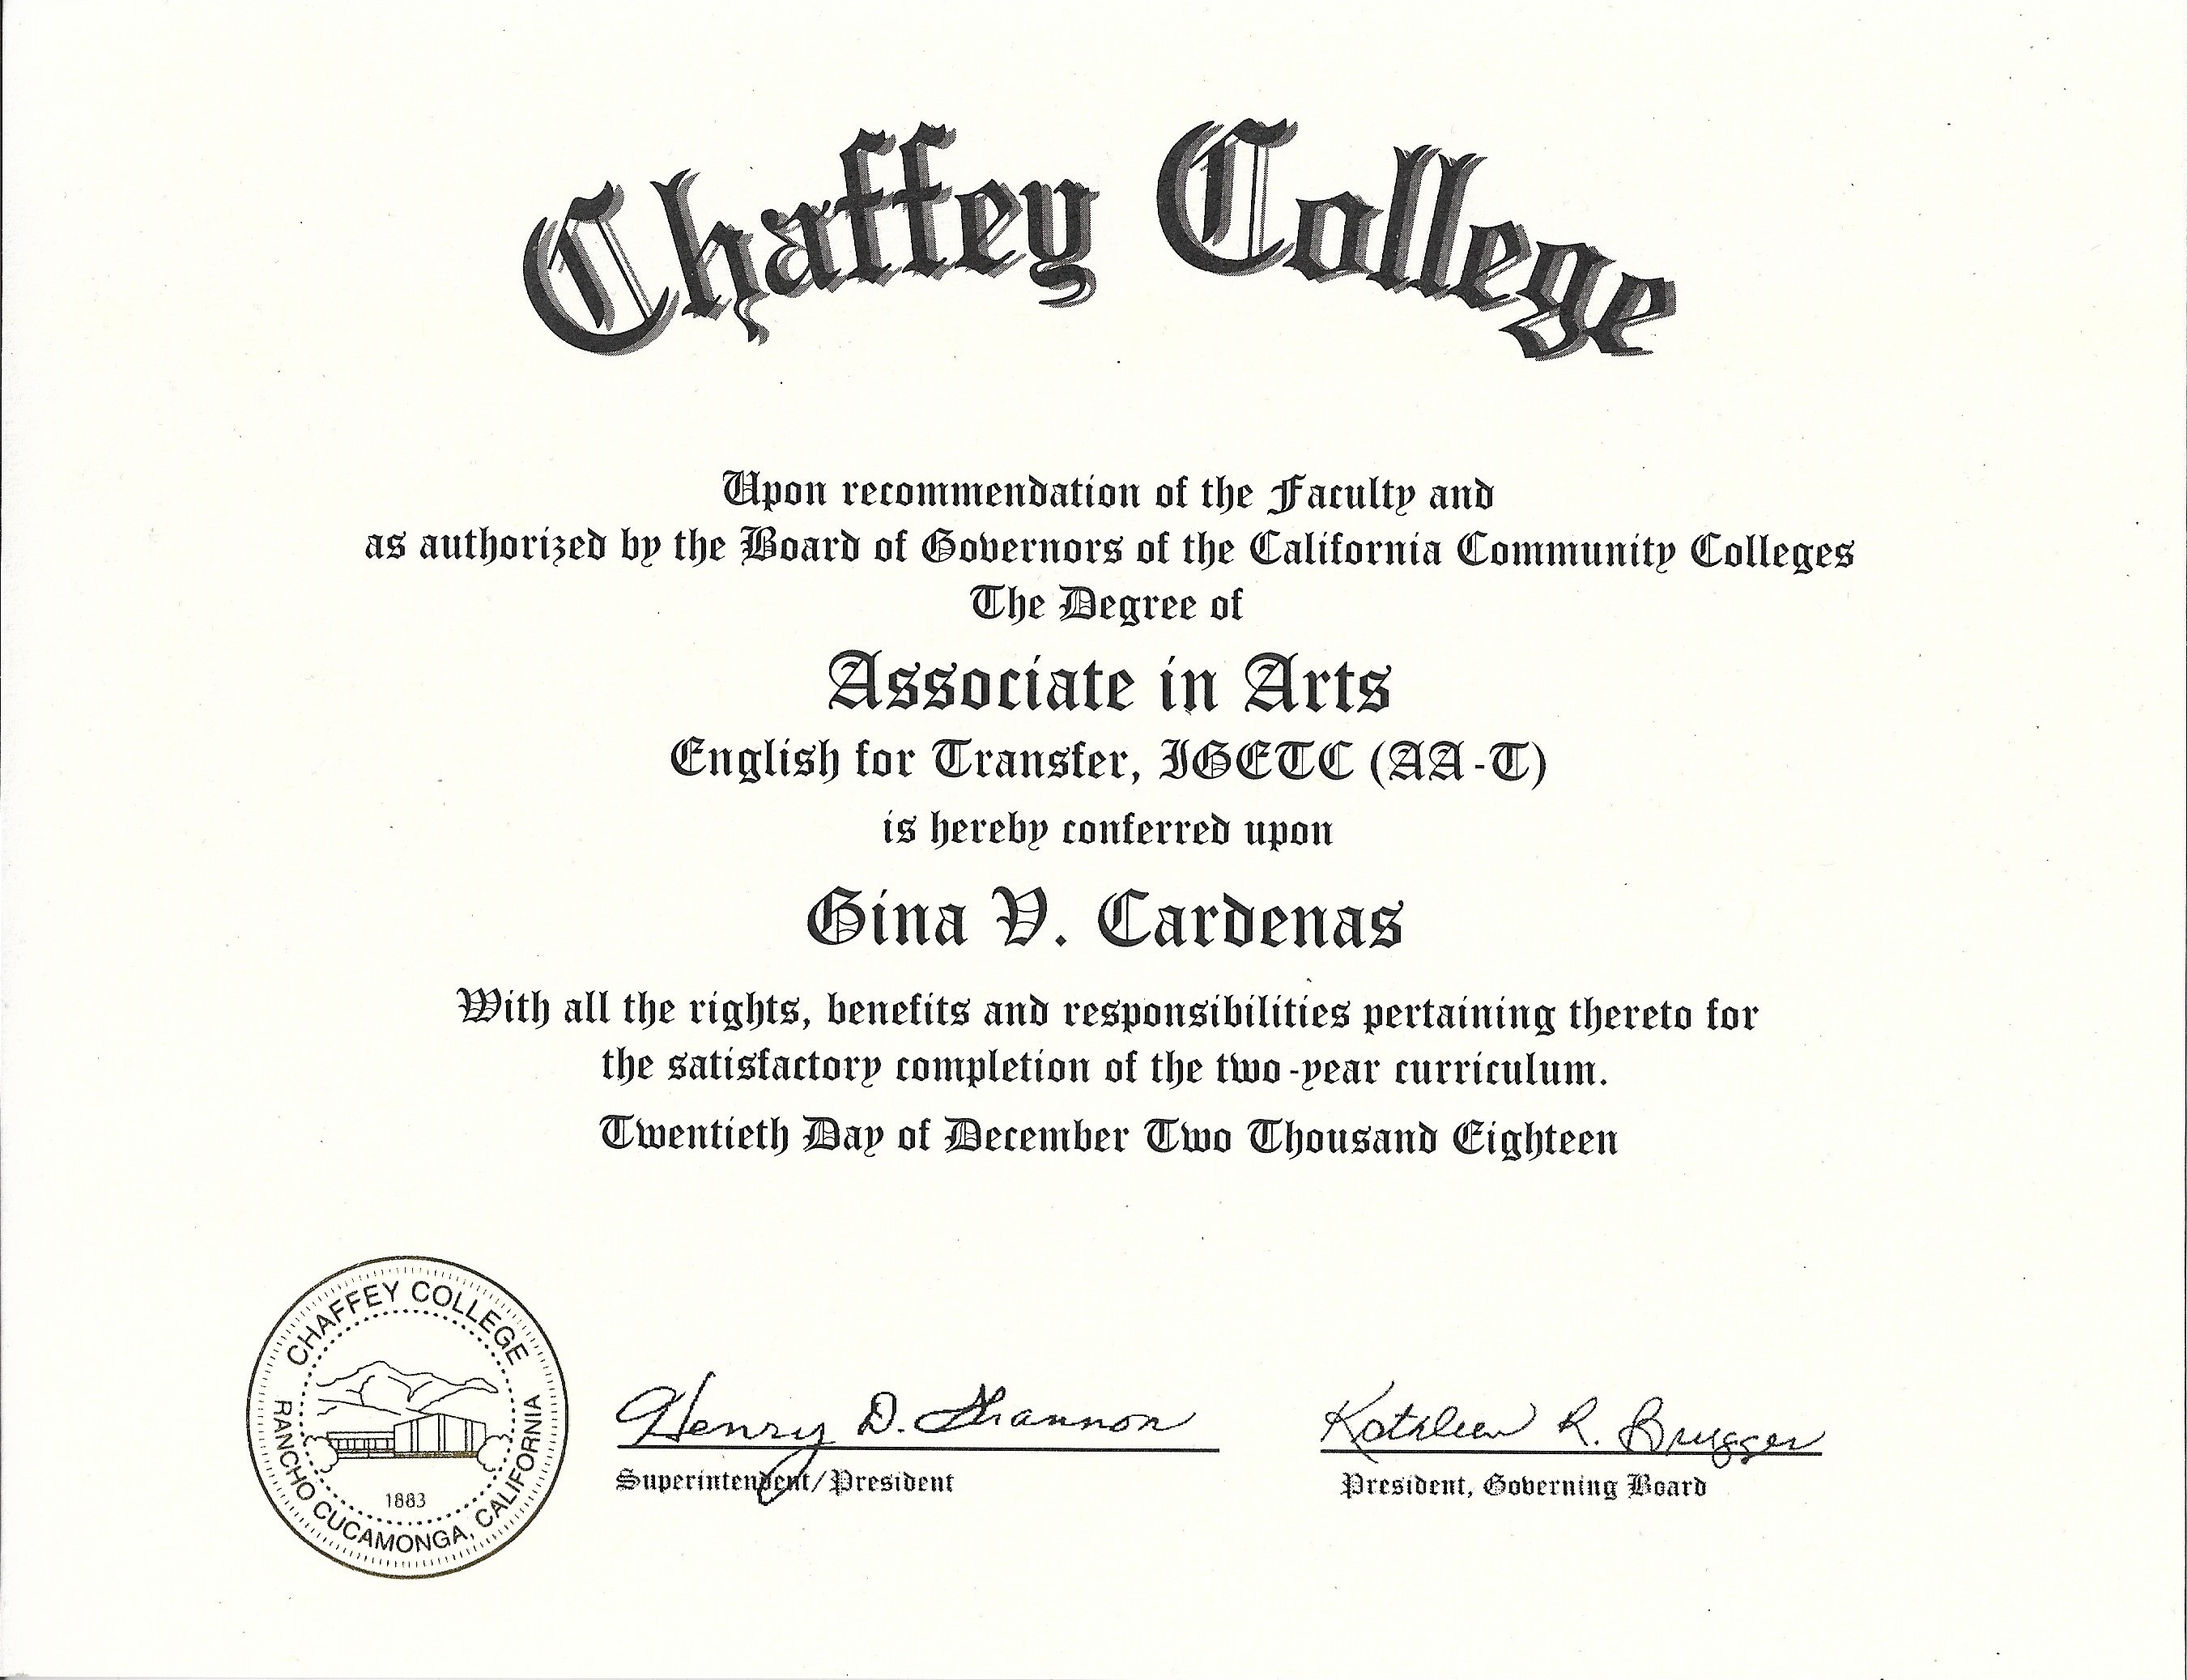 Chaffey College
Upon recommendation of the Faculty and
as authorized by the Board of Governors of the California Community Colleges
The Degree of
Associate in Arts
English for Transfer, IGETC (AA-T)
is hereby conferred upon
Gina V. Cardenas
With all the rights, benefits and responsibilities pertaining thereto for
the satisfactory completion of the two-year curriculum.
Twentieth Day of December Two Thousand Eighteen
CHAFFEY COLLEGE
1883
RANCHO CUCAMONGA, CALIFORNIA
Henry D. Shannon
Superintendent/President
Kathleen R. Brugger
President, Governing Board